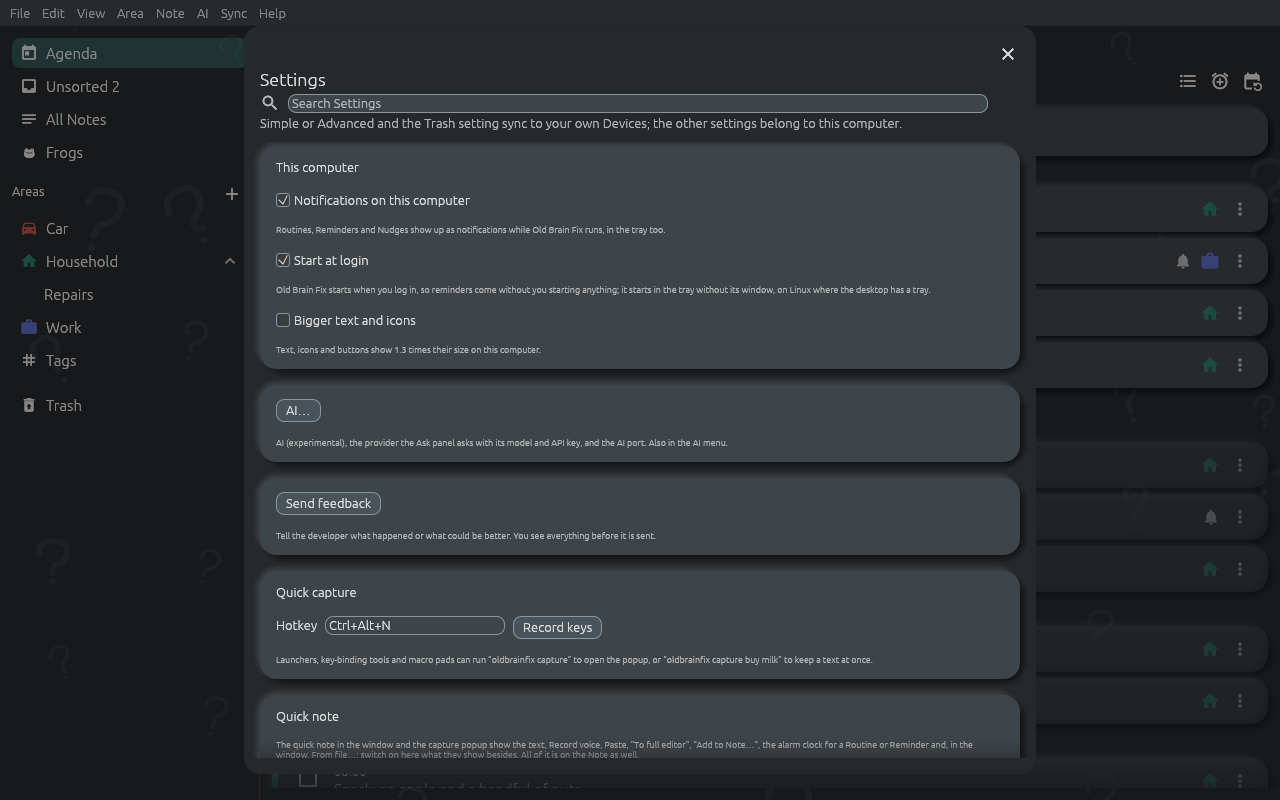 File Edit View Area Note AI Sync Help
Agenda
Unsorted 2
All Notes
Frogs
Areas
Car
Household
Repairs
Work
Tags
Trash
Settings
Search Settings
Simple or Advanced and the Trash setting sync to your own Devices; the other settings belong to this computer.
This computer
Notifications on this computer
Routines, Reminders and Nudges show up as notifications while Old Brain Fix runs, in the tray too.
Start at login
Old Brain Fix starts when you log in, so reminders come without you starting anything; it starts in the tray without its window, on Linux where the desktop has a tray.
Bigger text and icons
Text, icons and buttons show 1.3 times their size on this computer.
AI…
AI (experimental), the provider the Ask panel asks with its model and API key, and the AI port. Also in the AI menu.
Send feedback
Tell the developer what happened or what could be better. You see everything before it is sent.
Quick capture
Hotkey Ctrl+Alt+N Record keys
Launchers, key-binding tools and macro pads can run "oldbrainfix capture" to open the popup, or "oldbrainfix capture buy milk" to keep a text at once.
Quick note
The quick note in the window and the capture popup show the text, Record voice, Paste, "To full editor", "Add to Note…", the alarm clock for a Routine or Reminder and, in the
window, From file…; switch on here what they show besides. All of it is on the Note as well.